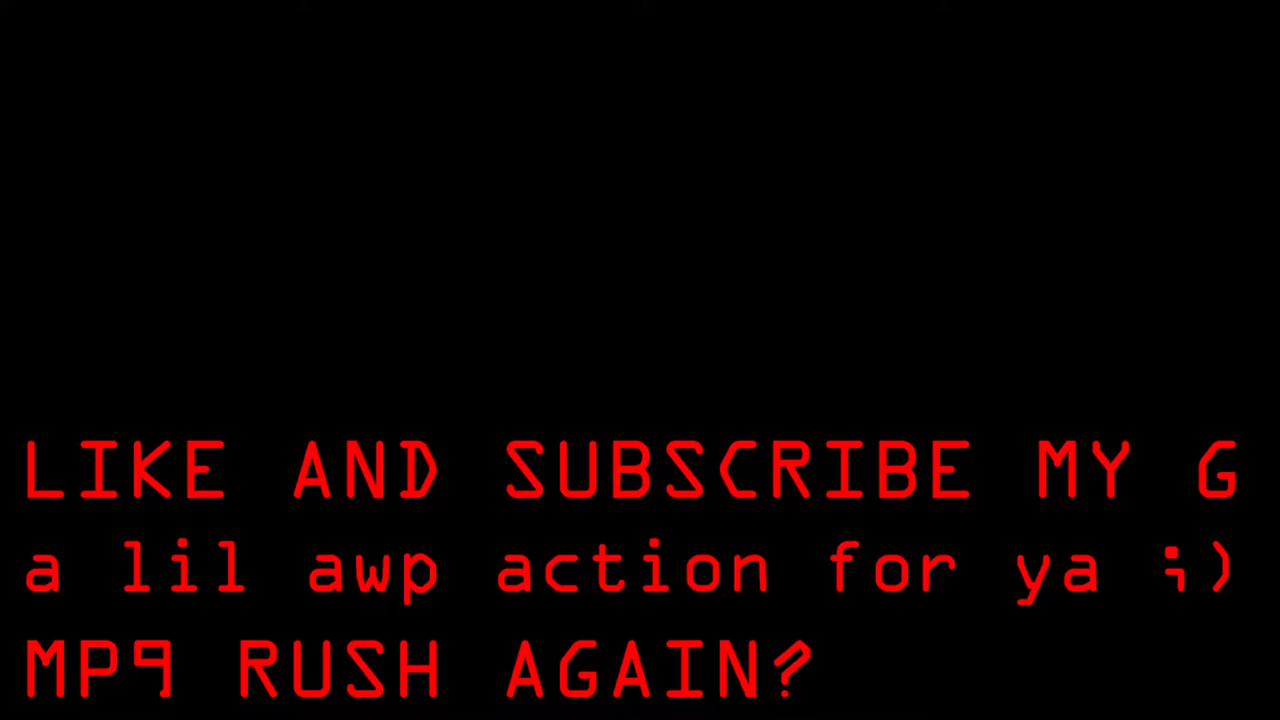 LIKE AND SUBSCRIBE MY G
a lil awp action for ya ;)
MP9 RUSH AGAIN?